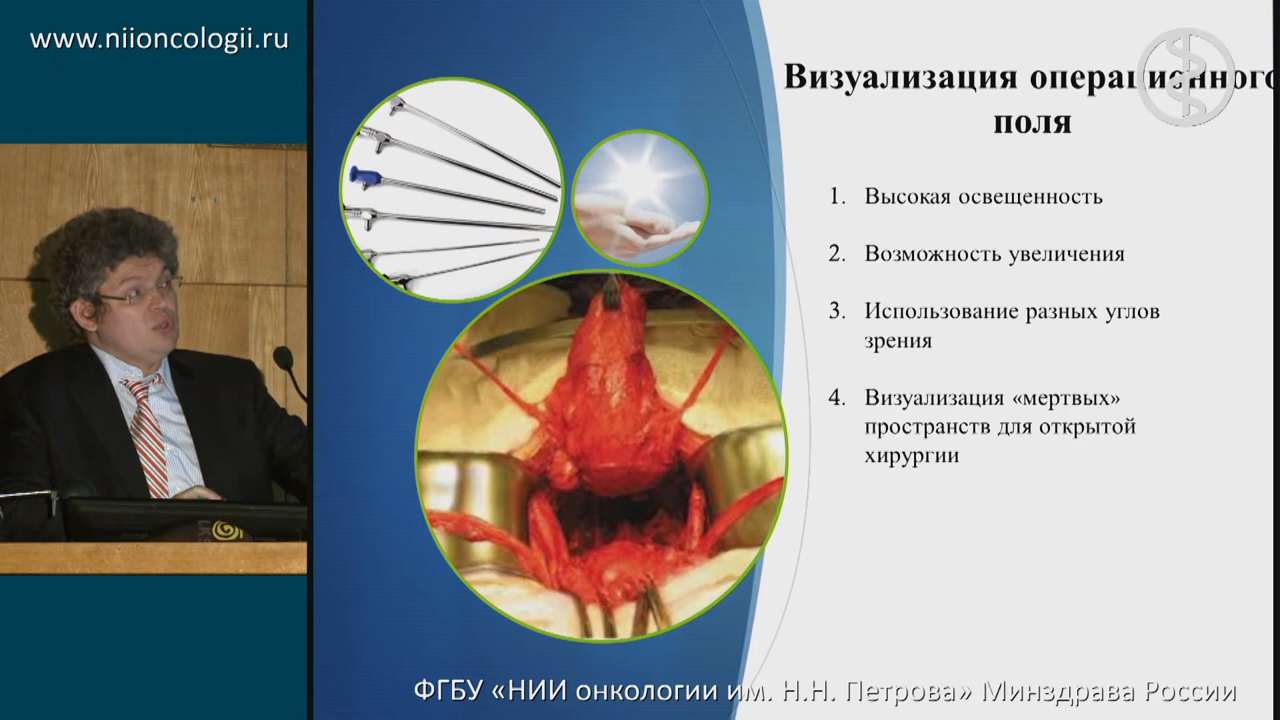 www.niioncologii.ru
Визуализация операционного
поля
1. Высокая освещенность
2. Возможность увеличения
3. Использование разных углов
зрения
4. Визуализация «мертвых»
пространств для открытой
хирургии
ФГБУ «НИИ онкологии им. Н.Н. Петрова» Минздрава России